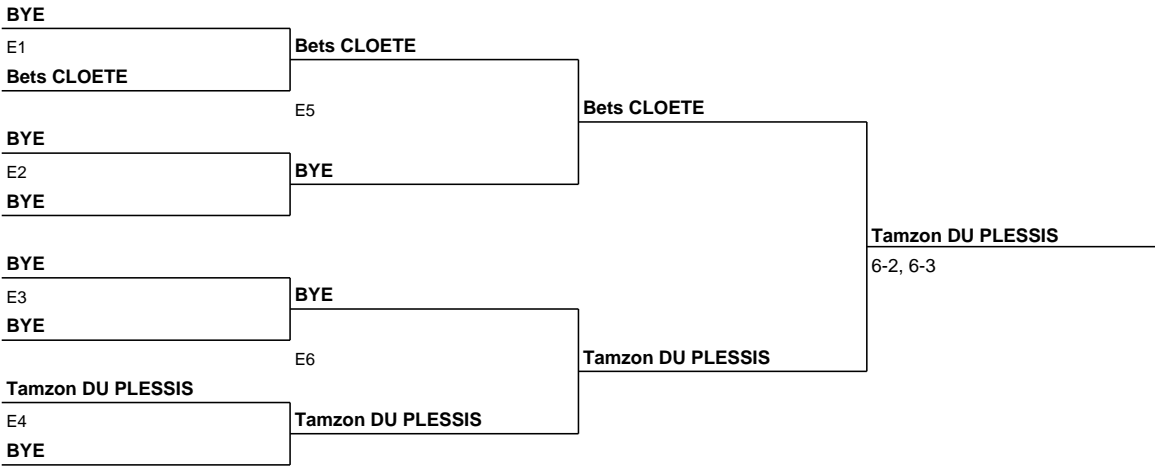 BYE
E1
Bets CLOETE
Bets CLOETE
E5
Bets CLOETE
BYE
E2
BYE
BYE
Tamzon DU PLESSIS
6-2, 6-3
BYE
E3
BYE
BYE
E6
Tamzon DU PLESSIS
Tamzon DU PLESSIS
E4
Tamzon DU PLESSIS
BYE